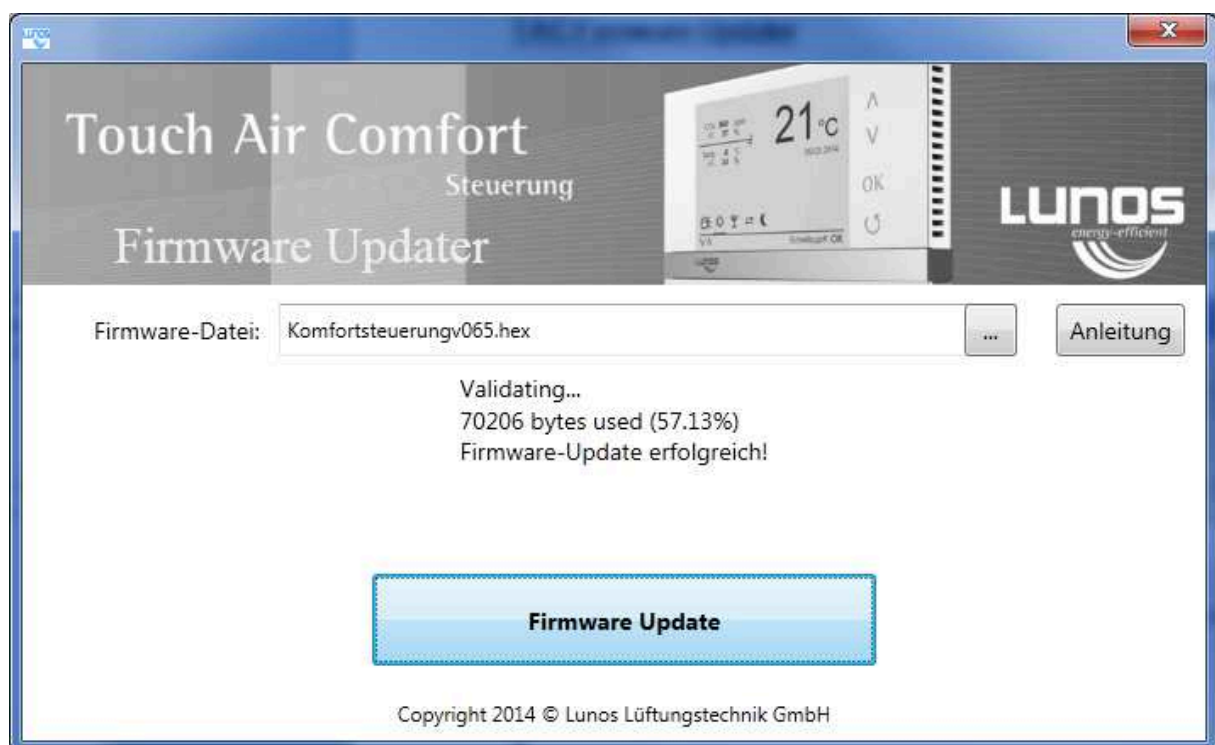 Touch Air Comfort
Steuerung
Firmware Updater
21 °C
OK
LUNOS
energy-efficient
Firmware-Datei:
Komfortsteuerungv065.hex
...
Anleitung
Validating...
70206 bytes used (57.13%)
Firmware-Update erfolgreich!
Firmware Update
Copyright 2014 © Lunos Lüftungstechnik GmbH